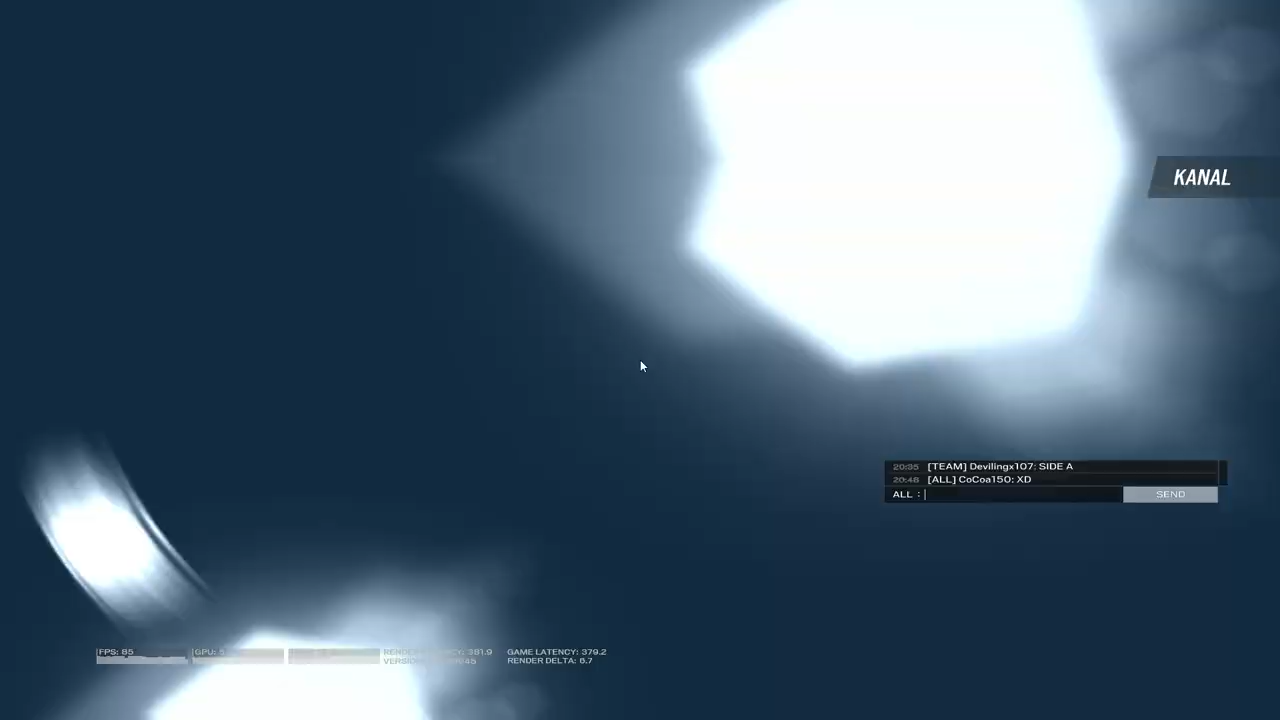 KANAL
20:35 [TEAM] Devilingx107: SIDE A
20:48 [ALL] CoCoa150: XD
ALL : SEND
FPS: 85 GPU: GAME LATENCY: 379.2
RENDER DELTA: 6.7